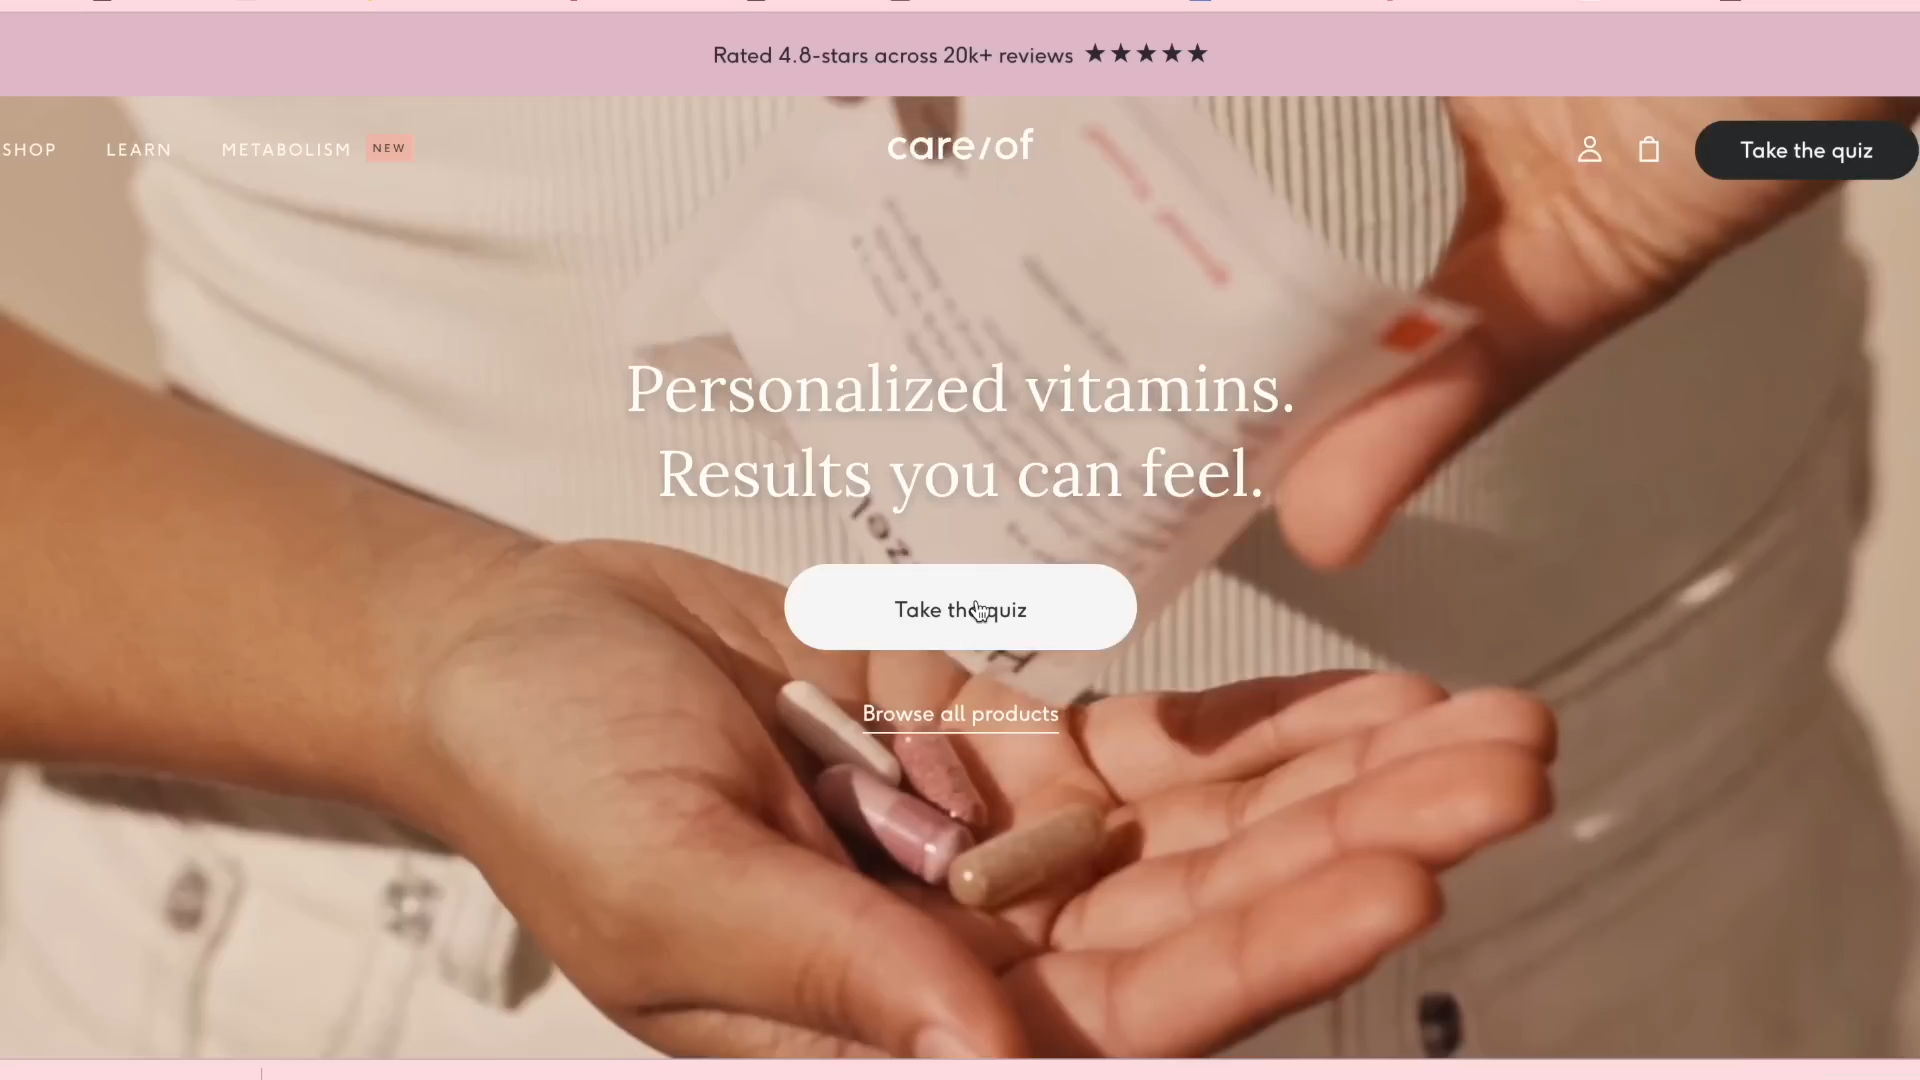 Rated 4.8-stars across 20k+ reviews ★★★★★
SHOP
LEARN
METABOLISM
NEW
care/of
Take the quiz
Personalized vitamins.
Results you can feel.
Take the quiz
Browse all products